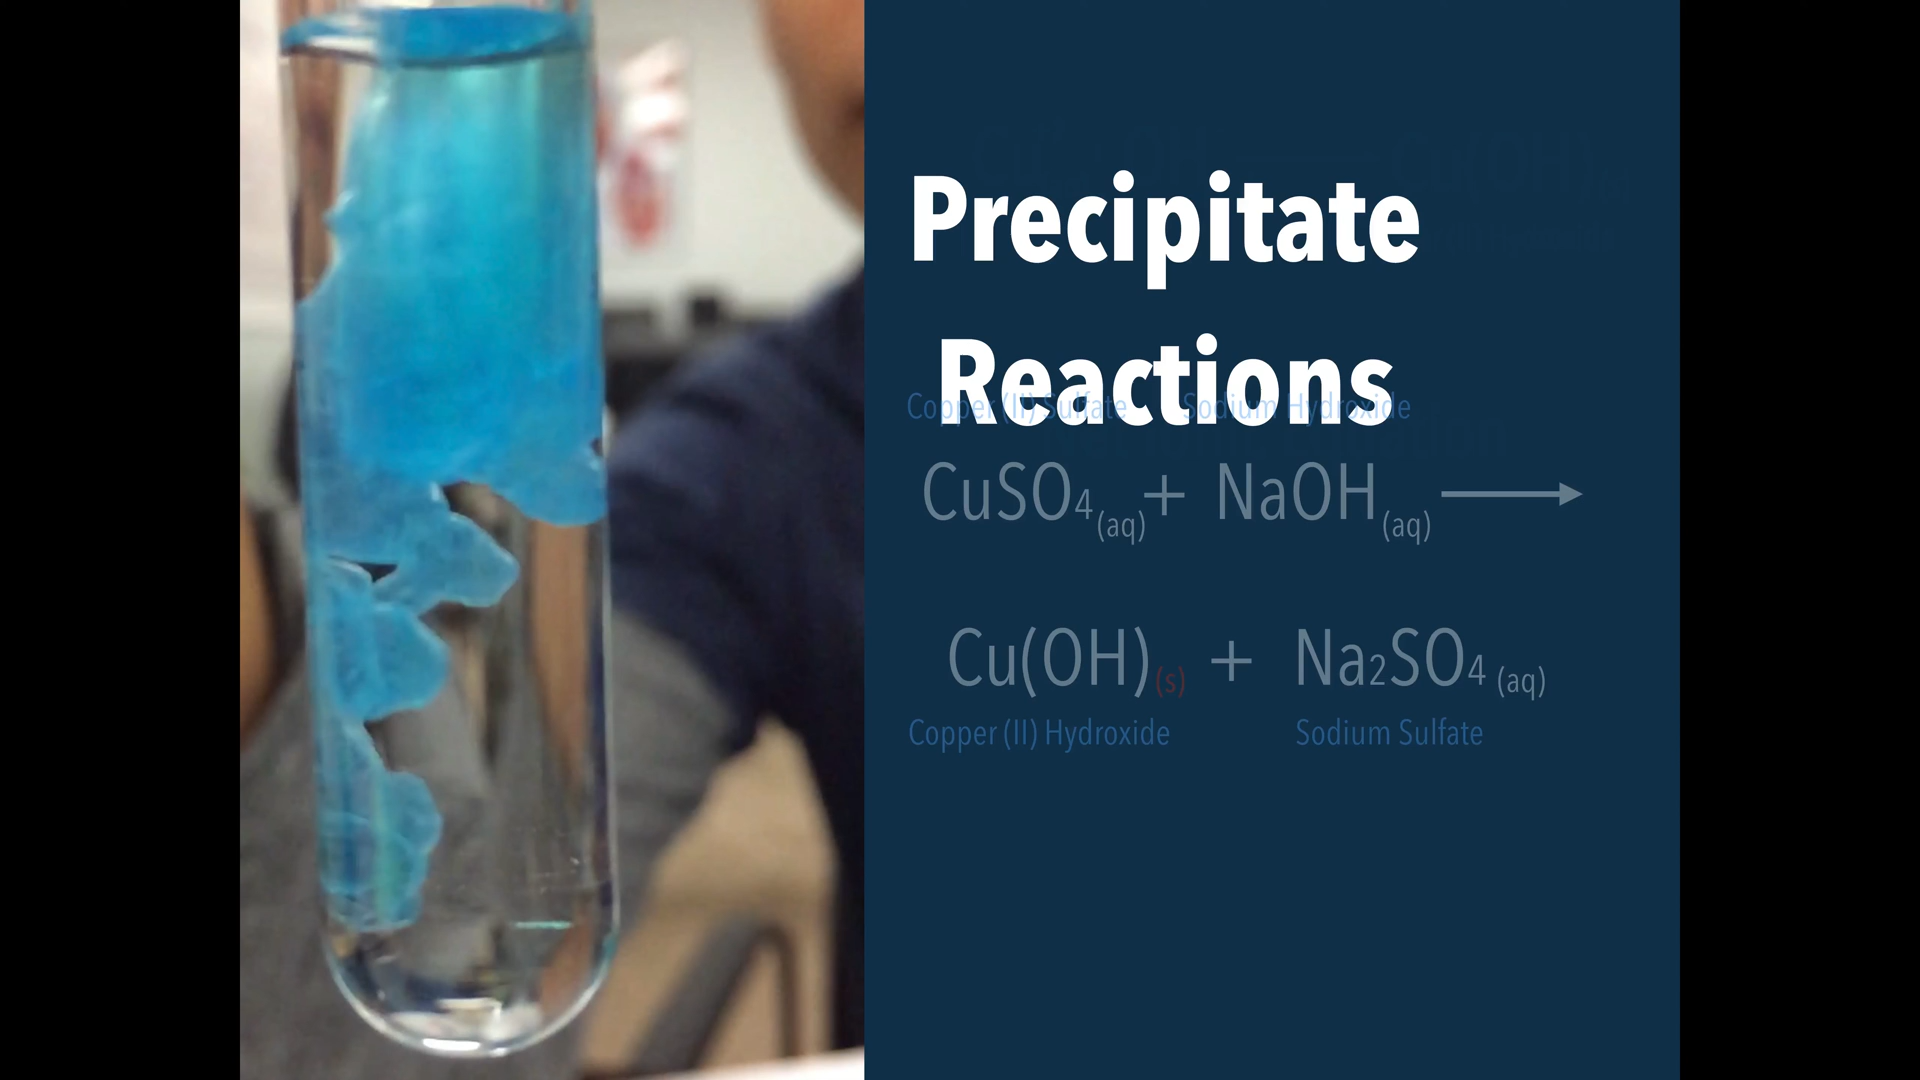 Precipitate
Reactions
Copper (II) Sulfate Sodium Hydroxide
CuSO4(aq) + NaOH(aq) →
Cu(OH)(s) + Na2SO4 (aq)
Copper (II) Hydroxide Sodium Sulfate